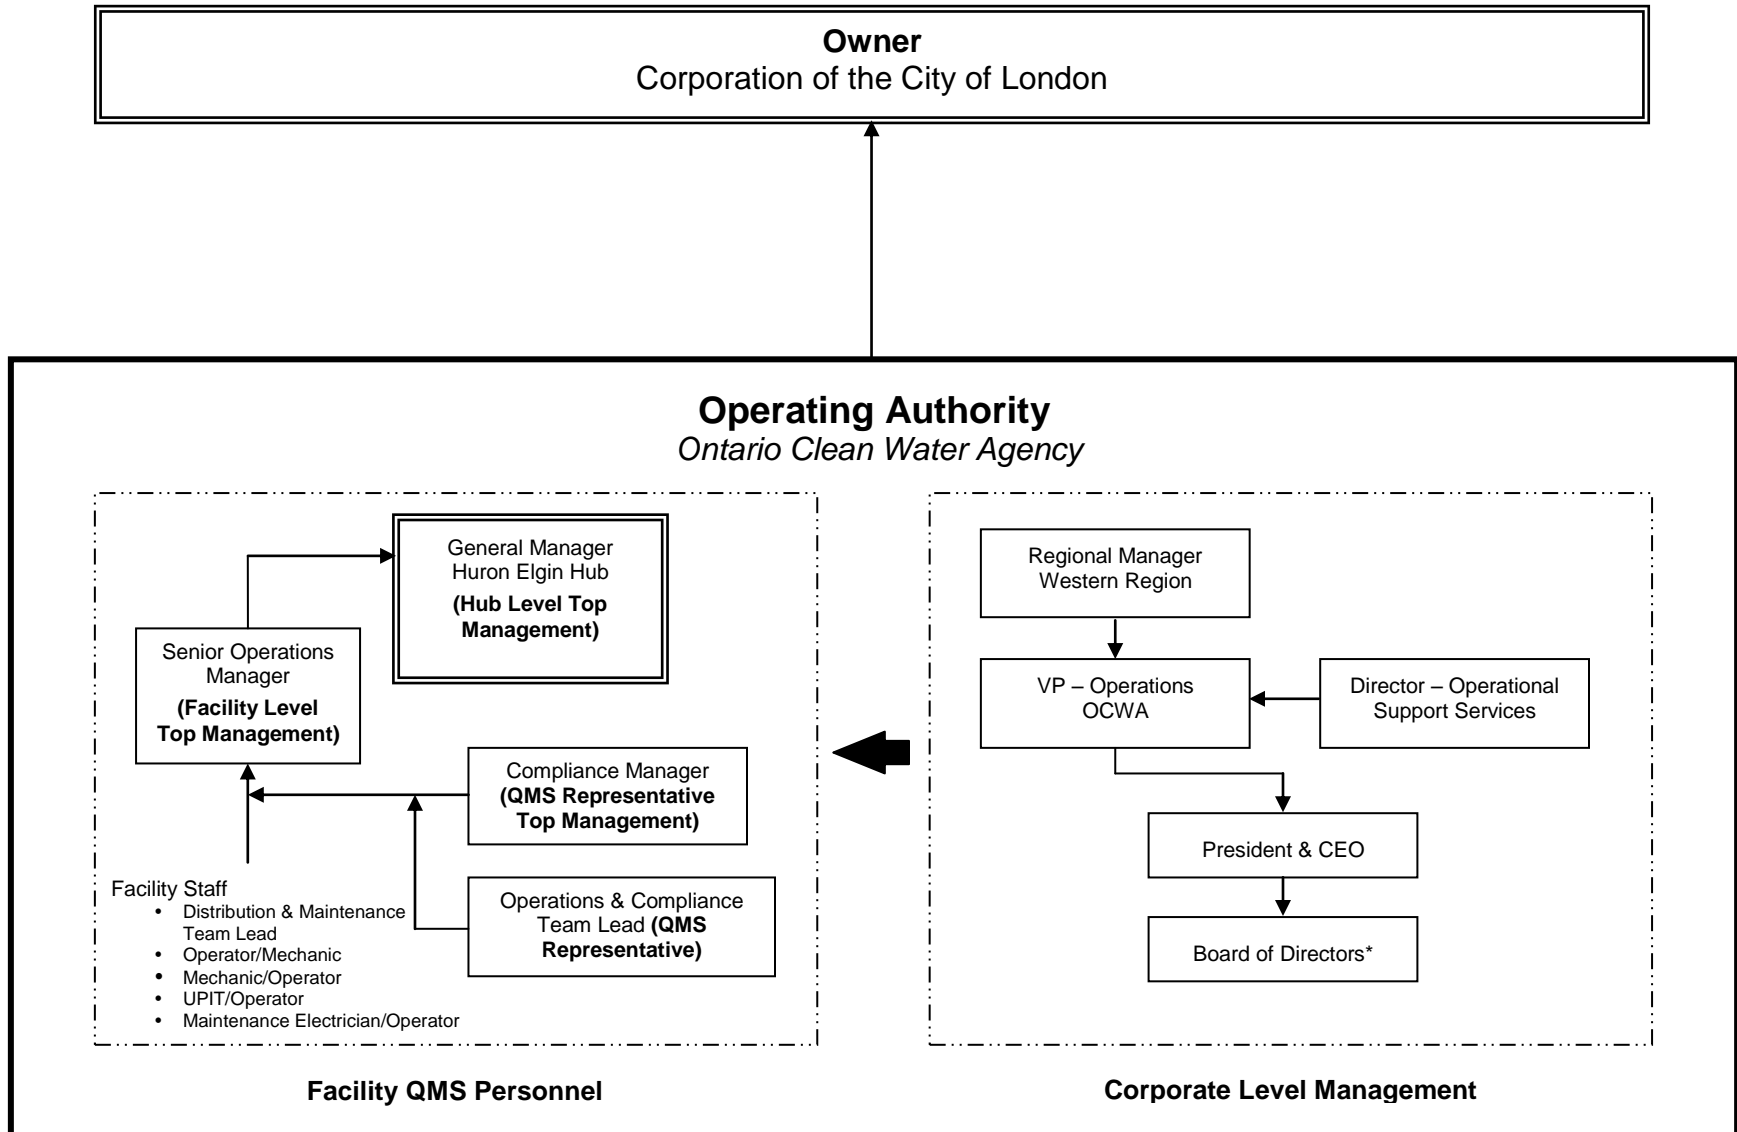 Owner
Corporation of the City of London
Operating Authority
Ontario Clean Water Agency
General Manager
Huron Elgin Hub
(Hub Level Top
Management)
Senior Operations
Manager
(Facility Level
Top Management)
Compliance Manager
(QMS Representative
Top Management)
Operations & Compliance
Team Lead (QMS
Representative)
Facility Staff
• Distribution & Maintenance
Team Lead
• Operator/Mechanic
• Mechanic/Operator
• UPIT/Operator
• Maintenance Electrician/Operator
Facility QMS Personnel
Regional Manager
Western Region
VP – Operations
OCWA
Director – Operational
Support Services
President & CEO
Board of Directors*
Corporate Level Management